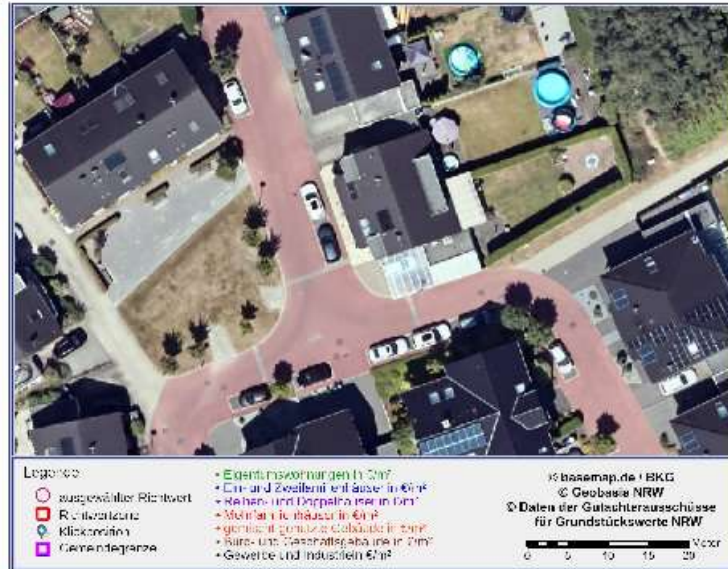 Legende
ausgewählter Richtwert
Richtwertzone
Klickposition
Gemeindegrenze
• Eigentumswohnungen in €/m²
• Ein- und Zweifamilienhäuser in €/m²
• Reihen- und Doppelhäuser in €/m²
• Mehrfamilienhäuser in €/m²
• gemischt genutzte Gebäude in €/m²
• Büro- und Geschäftsgebäude in €/m²
• Gewerbe und Industrie in €/m²
© basemap.de / BKG
© Geobasis NRW
© Daten der Gutachterausschüsse
für Grundstückswerte NRW
Meter
0 5 10 15 20